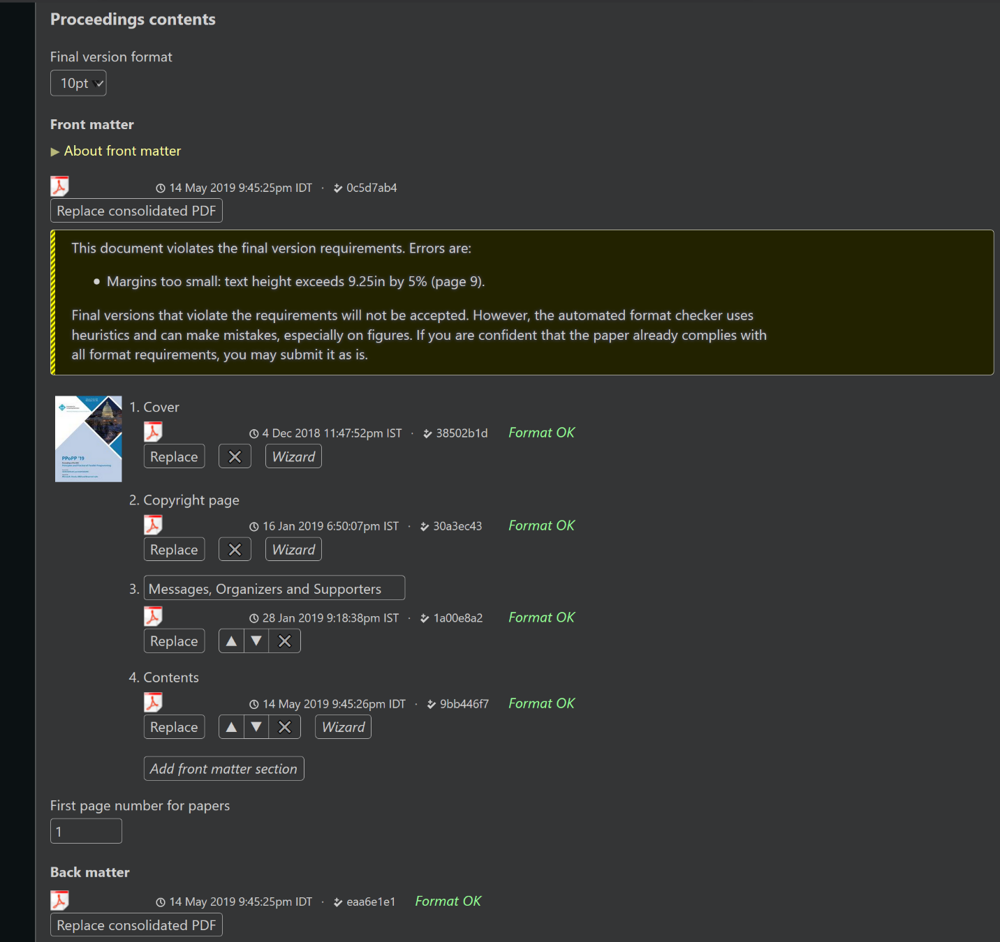 Proceedings contents
Final version format
10pt
Front matter
▶ About front matter
14 May 2019 9:45:25pm IDT · 0c5d7ab4
Replace consolidated PDF
This document violates the final version requirements. Errors are:
• Margins too small: text height exceeds 9.25in by 5% (page 9).
Final versions that violate the requirements will not be accepted. However, the automated format checker uses
heuristics and can make mistakes, especially on figures. If you are confident that the paper already complies with
all format requirements, you may submit it as is.
PPoPP '19
1. Cover
4 Dec 2018 11:47:52pm IST · 38502b1d Format OK
Replace Wizard
2. Copyright page
16 Jan 2019 6:50:07pm IST · 30a3ec43 Format OK
Replace Wizard
3. Messages, Organizers and Supporters
28 Jan 2019 9:18:38pm IST · 1a00e8a2 Format OK
Replace
4. Contents
14 May 2019 9:45:26pm IDT · 9bb446f7 Format OK
Replace Wizard
Add front matter section
First page number for papers
1
Back matter
14 May 2019 9:45:25pm IDT · eaa6e1e1 Format OK
Replace consolidated PDF